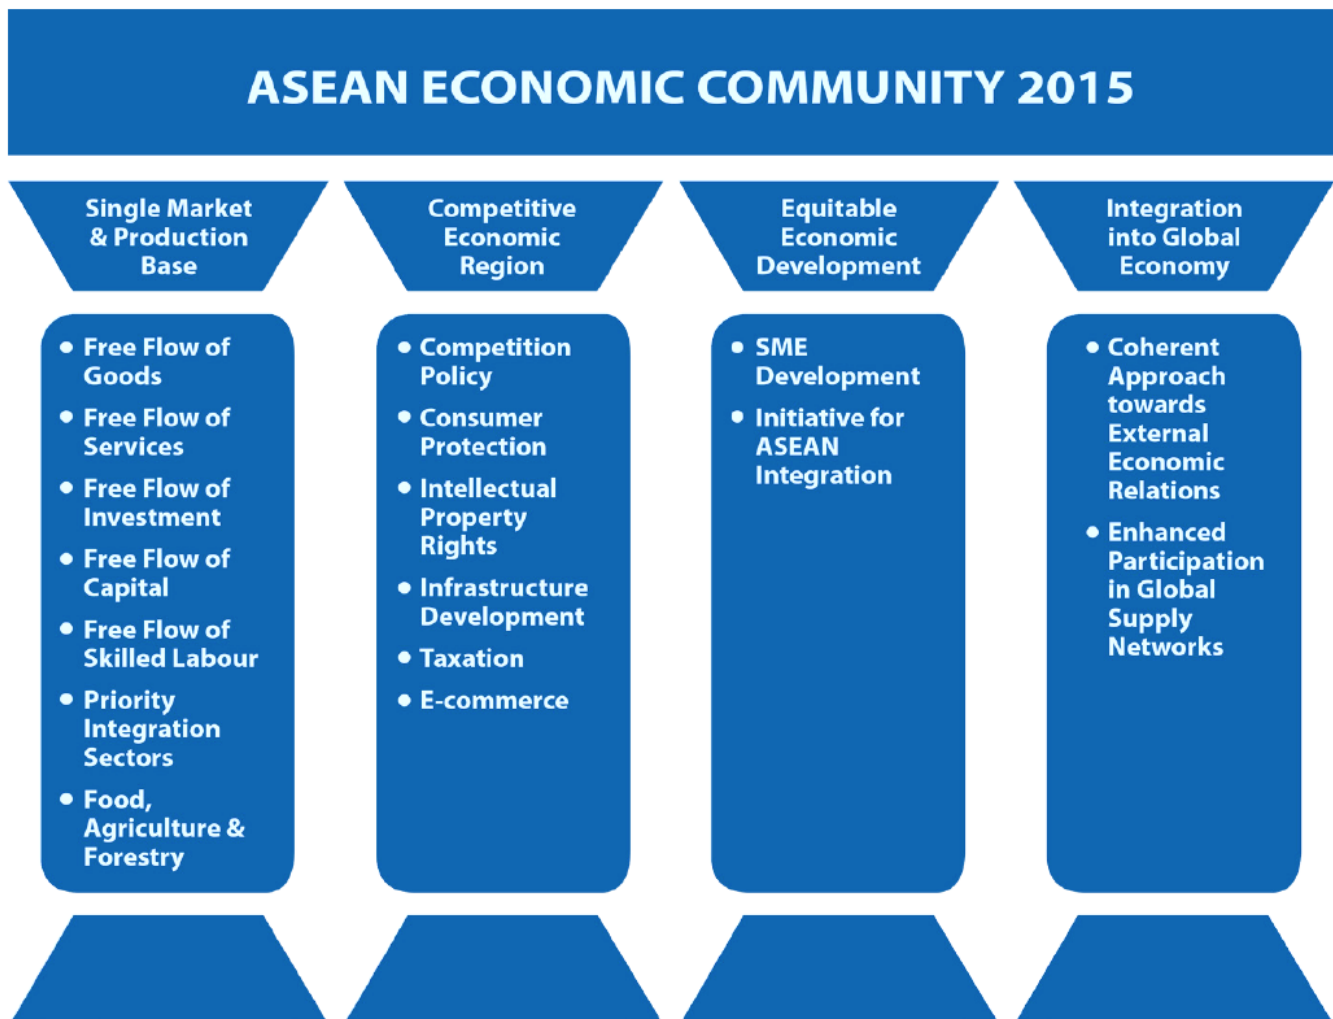 ASEAN ECONOMIC COMMUNITY 2015
Single Market
& Production
Base
• Free Flow of
Goods
• Free Flow of
Services
• Free Flow of
Investment
• Free Flow of
Capital
• Free Flow of
Skilled Labour
• Priority
Integration
Sectors
• Food,
Agriculture &
Forestry
Competitive
Economic
Region
• Competition
Policy
• Consumer
Protection
• Intellectual
Property
Rights
• Infrastructure
Development
• Taxation
• E-commerce
Equitable
Economic
Development
• SME
Development
• Initiative for
ASEAN
Integration
Integration
into Global
Economy
• Coherent
Approach
towards
External
Economic
Relations
• Enhanced
Participation
in Global
Supply
Networks